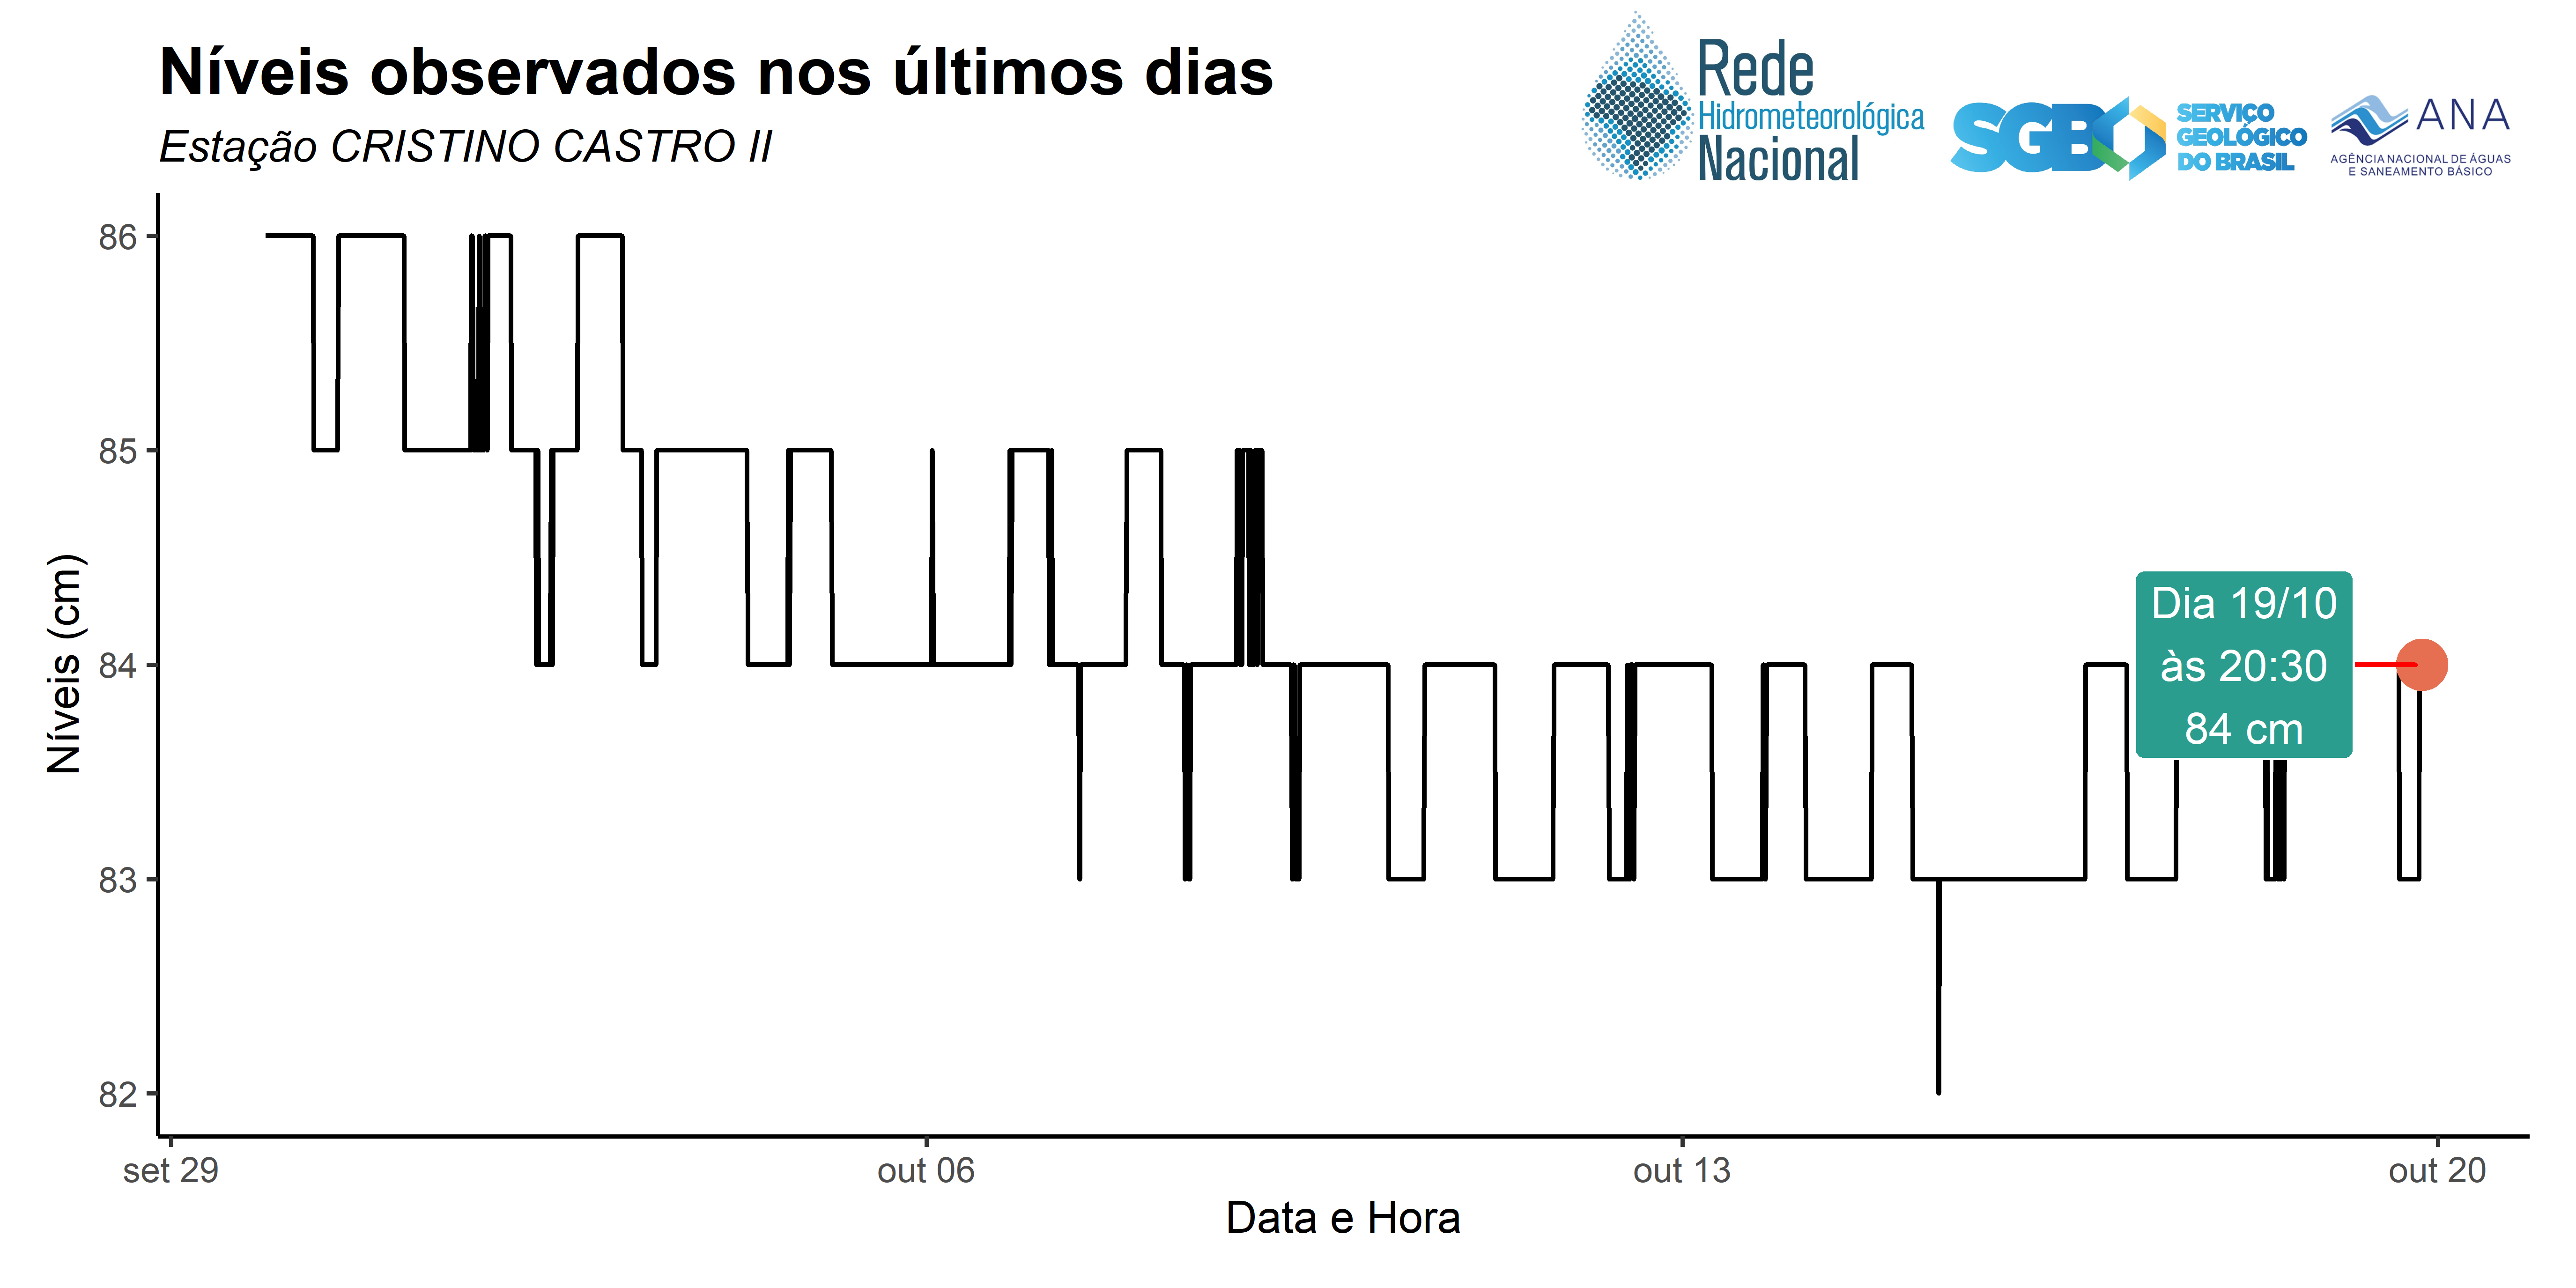 Níveis observados nos últimos dias
Estação CRISTINO CASTRO II
Rede
Hidrometeorológica
Nacional
SGB
SERVIÇO
GEOLÓGICO
DO BRASIL
ANA
AGÊNCIA NACIONAL DE ÁGUAS
E SANEAMENTO BÁSICO
Níveis (cm)
86
85
84
83
82
Dia 19/10
às 20:30
84 cm
set 29
out 06
out 13
out 20
Data e Hora